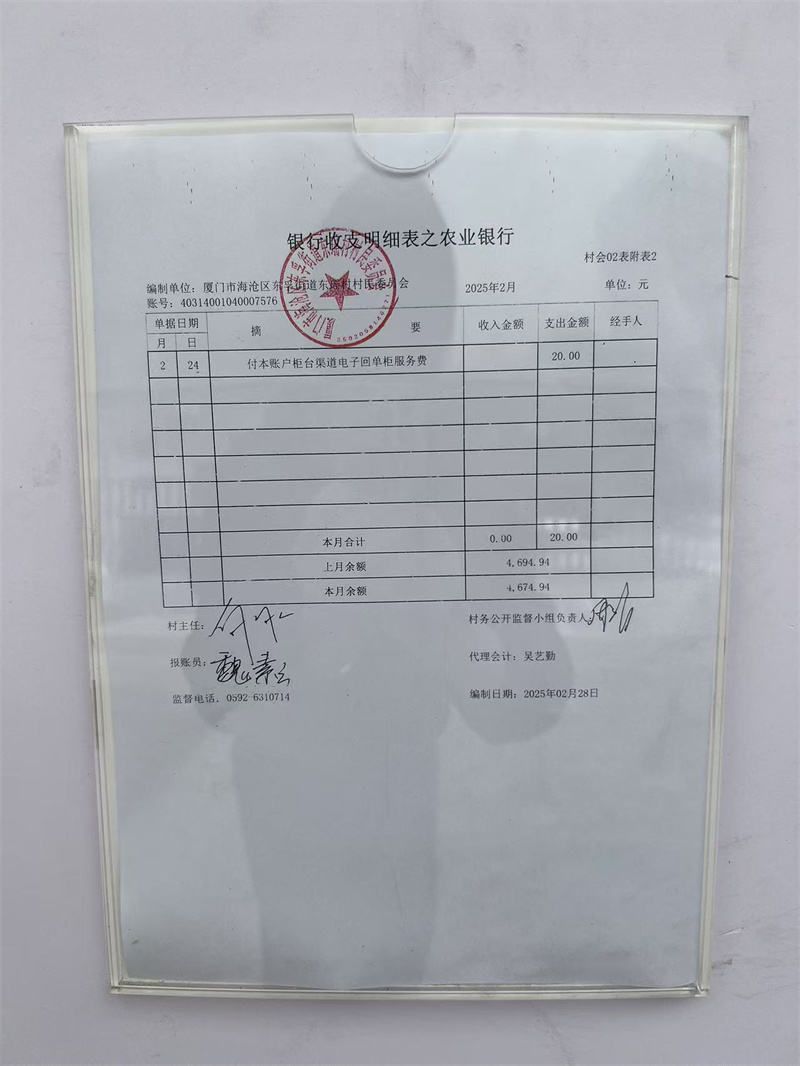 银行收支明细表之农业银行
村会02表附表2
编制单位：厦门市海沧区东孚街道东瑶村村民委员会 2025年2月 单位：元
账号：40314001040007576
单据日期 摘 要 收入金额 支出金额 经手人
月 日
2 24 付本账户柜台渠道电子回单柜服务费 20.00
本月合计 0.00 20.00
上月余额 4,694.94
本月余额 4,674.94
村主任： 村务公开监督小组负责人
报账员： 代理会计：吴艺勤
监督电话. 0592-6310714 编制日期：2025年02月28日